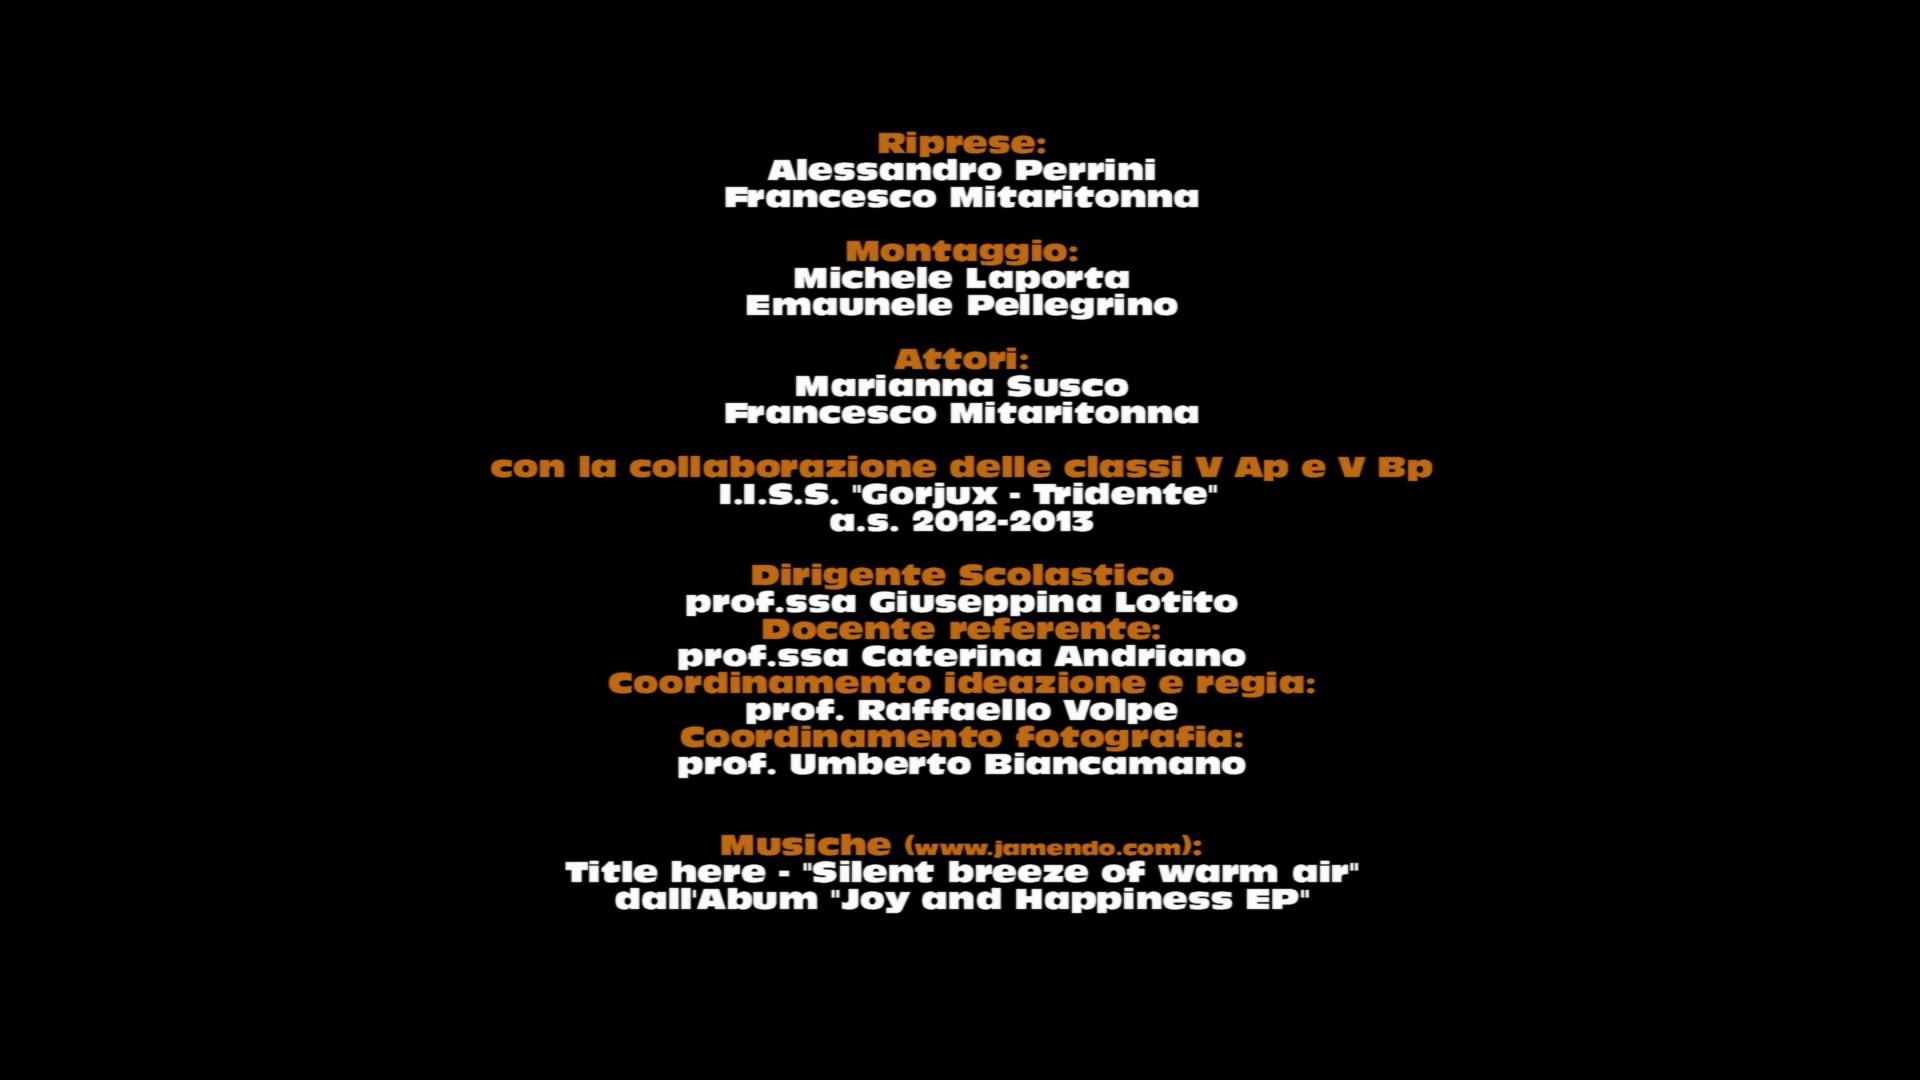 Riprese:
Alessandro Perrini
Francesco Mitaritonna
Montaggio:
Michele Laporta
Emaunele Pellegrino
Attori:
Marianna Susco
Francesco Mitaritonna
con la collaborazione delle classi V Ap e V Bp
I.I.S.S. "Gorjux - Tridente"
a.s. 2012-2013
Dirigente Scolastico
prof.ssa Giuseppina Lotito
Docente referente:
prof.ssa Caterina Andriano
Coordinamento ideazione e regia:
prof. Raffaello Volpe
Coordinamento fotografia:
prof. Umberto Biancamano
Musiche (www.jamendo.com):
Title here - "Silent breeze of warm air"
dall'Abum "Joy and Happiness EP"